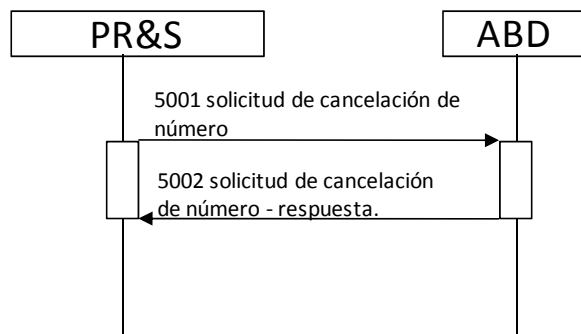 PR&S
ABD
5001 solicitud de cancelación de
número
5002 solicitud de cancelación
de número - respuesta.